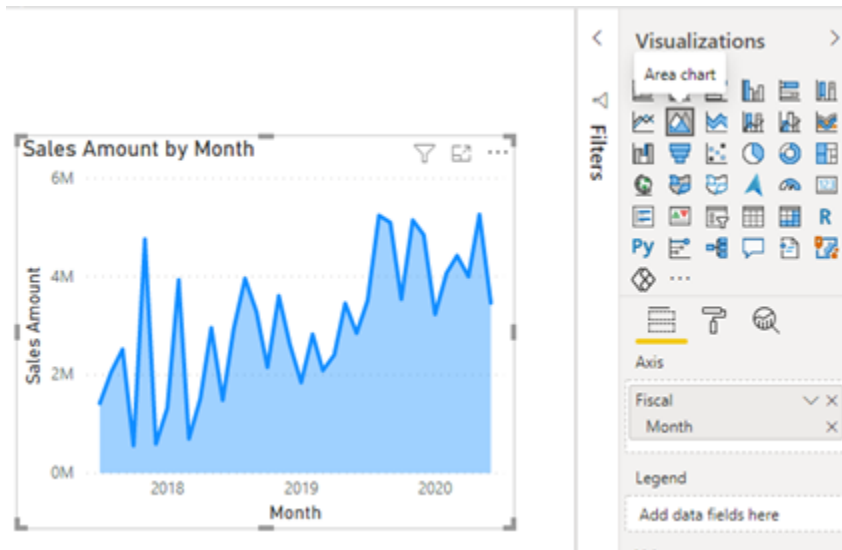 Visualizations
Area chart
Filters
Sales Amount by Month
6M
4M
2M
0M
Sales Amount
2018
2019
2020
Month
123
R
Py
Axis
Fiscal
Month
Legend
Add data fields here